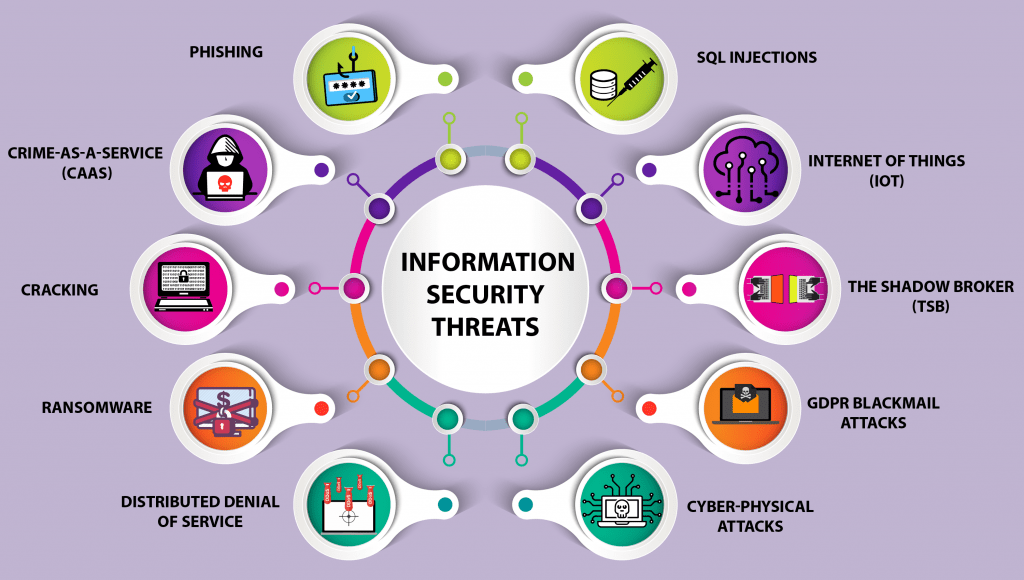 PHISHING
SQL INJECTIONS
CRIME-AS-A-SERVICE
(CAAS)
INTERNET OF THINGS
(IOT)
CRACKING
INFORMATION
SECURITY
THREATS
THE SHADOW BROKER
(TSB)
RANSOMWARE
GDPR BLACKMAIL
ATTACKS
DISTRIBUTED DENIAL
OF SERVICE
CYBER-PHYSICAL
ATTACKS